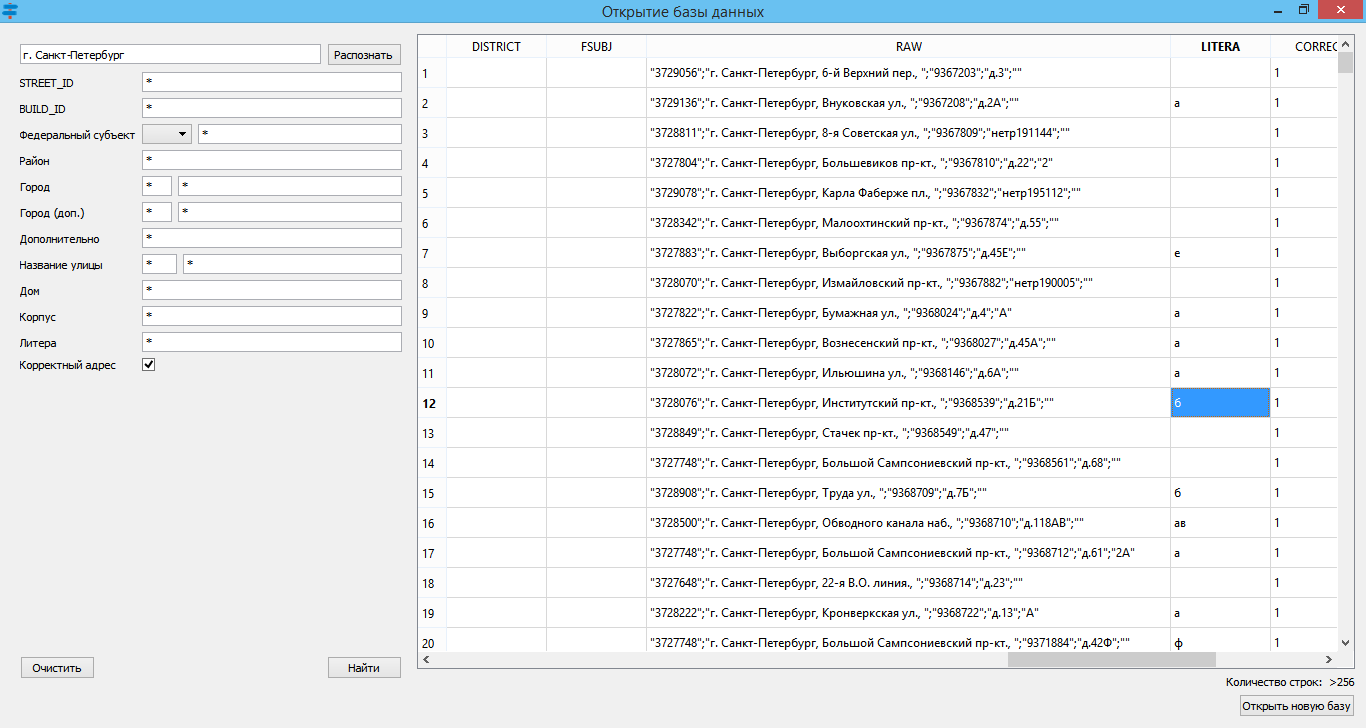 Открытие базы данных
г. Санкт-Петербург Распознать
STREET_ID *
BUILD_ID *
Федеральный субъект *
Район *
Город * *
Город (доп.) * *
Дополнительно *
Название улицы * *
Дом *
Корпус *
Литера *
Корректный адрес
Очистить Найти
DISTRICT FSUBJ RAW LITERA CORREC
1 "3729056";"г. Санкт-Петербург, 6-й Верхний пер., ";"9367203";"д.3";"" 1
2 "3729136";"г. Санкт-Петербург, Внуковская ул., ";"9367208";"д.2А";"" а 1
3 "3728811";"г. Санкт-Петербург, 8-я Советская ул., ";"9367809";"нетр191144";"" 1
4 "3727804";"г. Санкт-Петербург, Большевиков пр-кт., ";"9367810";"д.22";"2" 1
5 "3729078";"г. Санкт-Петербург, Карла Фаберже пл., ";"9367832";"нетр195112";"" 1
6 "3728342";"г. Санкт-Петербург, Малоохтинский пр-кт., ";"9367874";"д.55";"" 1
7 "3727883";"г. Санкт-Петербург, Выборгская ул., ";"9367875";"д.45Е";"" е 1
8 "3728070";"г. Санкт-Петербург, Измайловский пр-кт., ";"9367882";"нетр190005";"" 1
9 "3727822";"г. Санкт-Петербург, Бумажная ул., ";"9368024";"д.4";"А" а 1
10 "3727865";"г. Санкт-Петербург, Вознесенский пр-кт., ";"9368027";"д.45А";"" а 1
11 "3728072";"г. Санкт-Петербург, Ильюшина ул., ";"9368146";"д.6А";"" а 1
12 "3728076";"г. Санкт-Петербург, Институтский пр-кт., ";"9368539";"д.21Б";"" б 1
13 "3728849";"г. Санкт-Петербург, Стачек пр-кт., ";"9368549";"д.47";"" 1
14 "3727748";"г. Санкт-Петербург, Большой Сампсониевский пр-кт., ";"9368561";"д.68";"" 1
15 "3728908";"г. Санкт-Петербург, Труда ул., ";"9368709";"д.7Б";"" б 1
16 "3728500";"г. Санкт-Петербург, Обводного канала наб., ";"9368710";"д.118АВ";"" ав 1
17 "3727748";"г. Санкт-Петербург, Большой Сампсониевский пр-кт., ";"9368712";"д.61";"2А" а 1
18 "3727648";"г. Санкт-Петербург, 22-я В.О. линия., ";"9368714";"д.23";"" 1
19 "3728222";"г. Санкт-Петербург, Кронверкская ул., ";"9368722";"д.13";"А" а 1
20 "3727748";"г. Санкт-Петербург, Большой Сампсониевский пр-кт., ";"9371884";"д.42Ф";"" ф 1
Количество строк: >256
Открыть новую базу